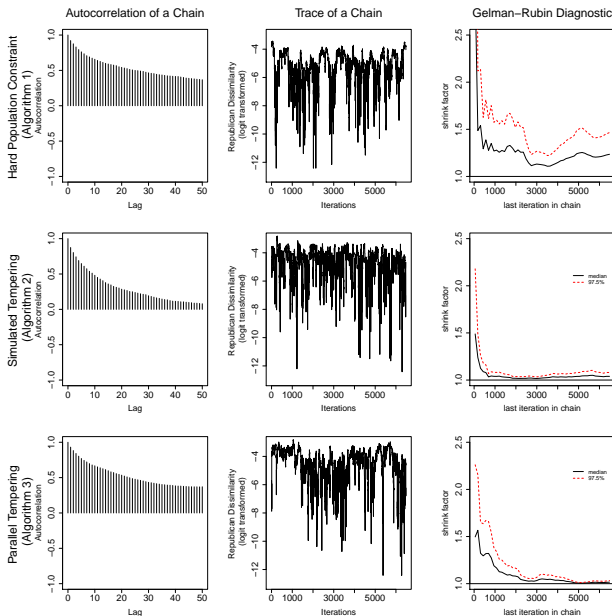 Autocorrelation of a Chain
Trace of a Chain
Gelman−Rubin Diagnostic
Hard Population Constraint
(Algorithm 1)
Autocorrelation
1.0
0.5
0.0
−0.5
−1.0
0 10 20 30 40 50
Lag
Republican Dissimilarity
(logit transformed)
−4
−6
−8
−10
−12
0 1000 3000 5000
Iterations
shrink factor
2.5
2.0
1.5
1.0
0 1000 3000 5000
last iteration in chain
Simulated Tempering
(Algorithm 2)
Autocorrelation
1.0
0.5
0.0
−0.5
−1.0
0 10 20 30 40 50
Lag
Republican Dissimilarity
(logit transformed)
−4
−6
−8
−10
−12
0 1000 3000 5000
Iterations
shrink factor
2.5
2.0
1.5
1.0
median
97.5%
0 1000 3000 5000
last iteration in chain
Parallel Tempering
(Algorithm 3)
Autocorrelation
1.0
0.5
0.0
−0.5
−1.0
0 10 20 30 40 50
Lag
Republican Dissimilarity
(logit transformed)
−4
−6
−8
−10
−12
0 1000 3000 5000
Iterations
shrink factor
2.5
2.0
1.5
1.0
median
97.5%
0 1000 3000 5000
last iteration in chain